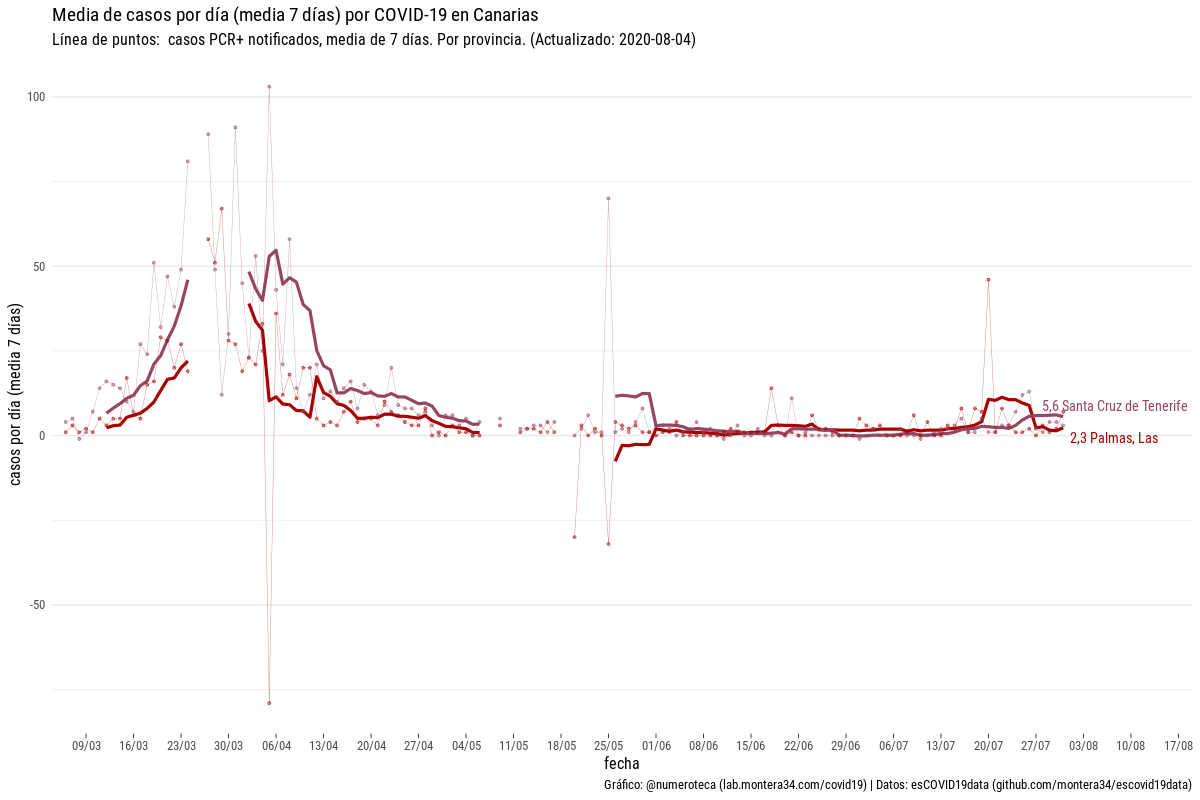 Media de casos por día (media 7 días) por COVID-19 en Canarias
Línea de puntos:  casos PCR+ notificados, media de 7 días. Por provincia. (Actualizado: 2020-08-04)
casos por día (media 7 días)
100
50
0
-50
5,6 Santa Cruz de Tenerife
2,3 Palmas, Las
09/03 16/03 23/03 30/03 06/04 13/04 20/04 27/04 04/05 11/05 18/05 25/05 01/06 08/06 15/06 22/06 29/06 06/07 13/07 20/07 27/07 03/08 10/08 17/08
fecha
Gráfico: @numeroteca (lab.montera34.com/covid19) | Datos: esCOVID19data (github.com/montera34/escovid19data)